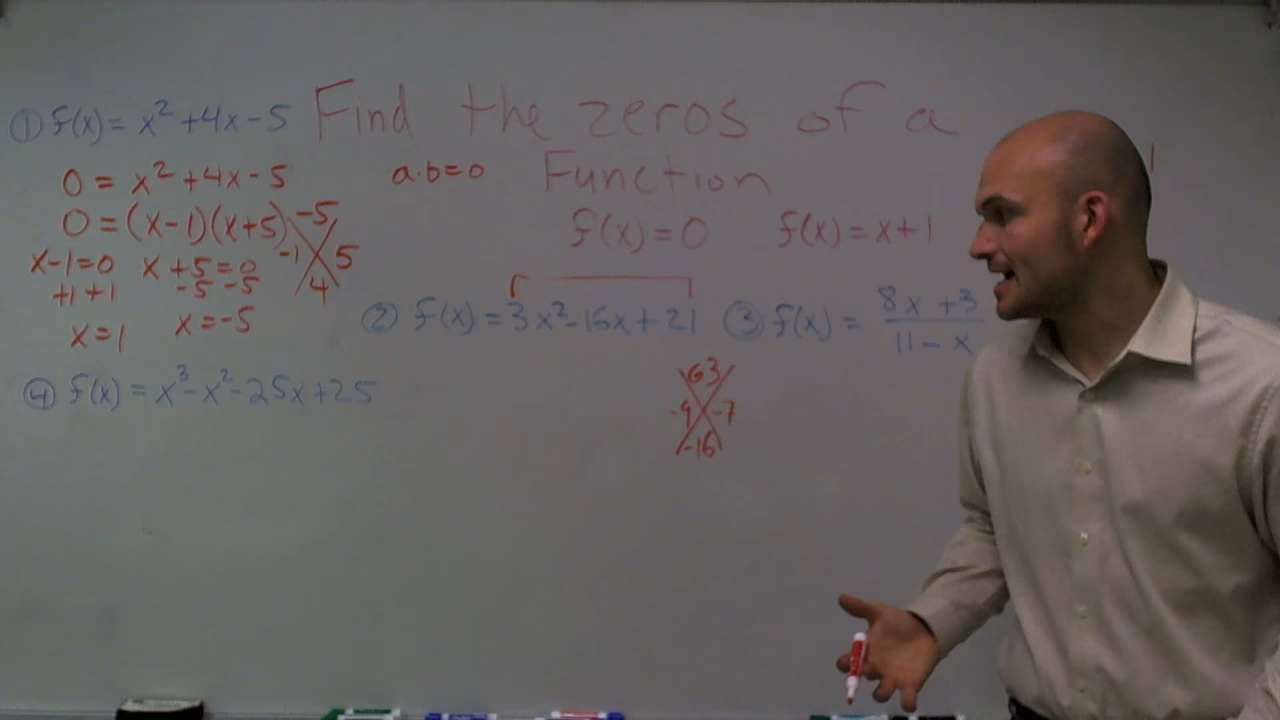 Find the zeros of a
Function
f(x) = 0
f(x) = x + 1
① f(x) = x² + 4x - 5
0 = x² + 4x - 5
a·b=0
0 = (x-1)(x+5)
-5
-1 5
4
x-1=0 x+5=0
+1 +1 -5 -5
x=1 x=-5
② f(x) = 3x² - 16x + 21
63
-9 -7
-16
③ f(x) = 8x + 3
11 - x
④ f(x) = x³ - x² - 25x + 25